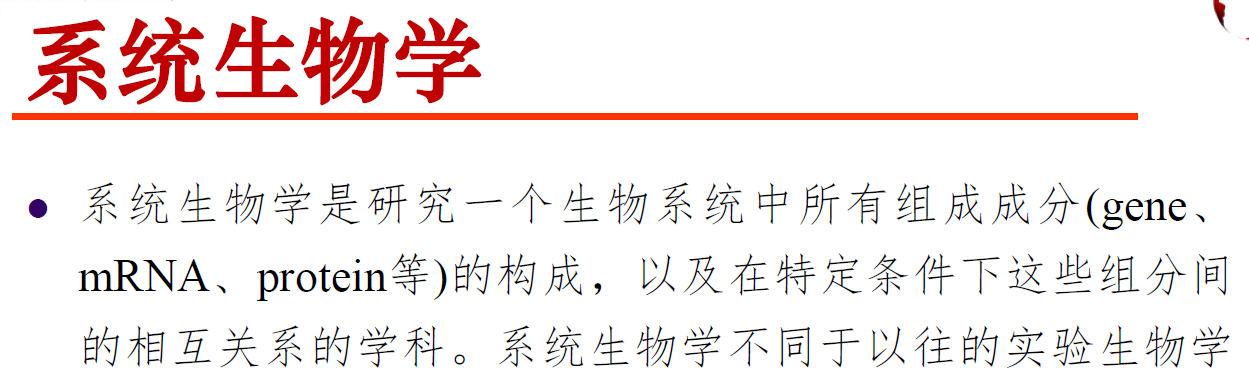 系统生物学
• 系统生物学是研究一个生物系统中所有组成成分(gene、
mRNA、protein等)的构成，以及在特定条件下这些组分间
的相互关系的学科。系统生物学不同于以往的实验生物学